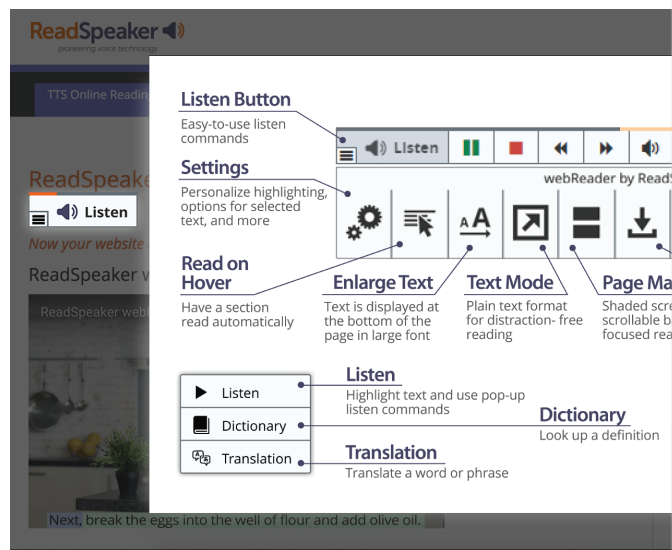 ReadSpeaker
pioneering voice technology
TTS Online Readin
Listen Button
Easy-to-use listen
commands
Listen
Settings
Personalize highlighting,
options for selected
text, and more
webReader by ReadS
ReadSpeake
Listen
Now your website
ReadSpeaker w
Read on
Hover
Have a section
read automatically
Enlarge Text
Text is displayed at
the bottom of the
page in large font
Text Mode
Plain text format
for distraction- free
reading
Page Ma
Shaded scre
scrollable b
focused rea
ReadSpeaker web
Listen
Dictionary
Translation
Listen
Highlight text and use pop-up
listen commands
Dictionary
Look up a definition
Translation
Translate a word or phrase
Next, break the eggs into the well of flour and add olive oil.